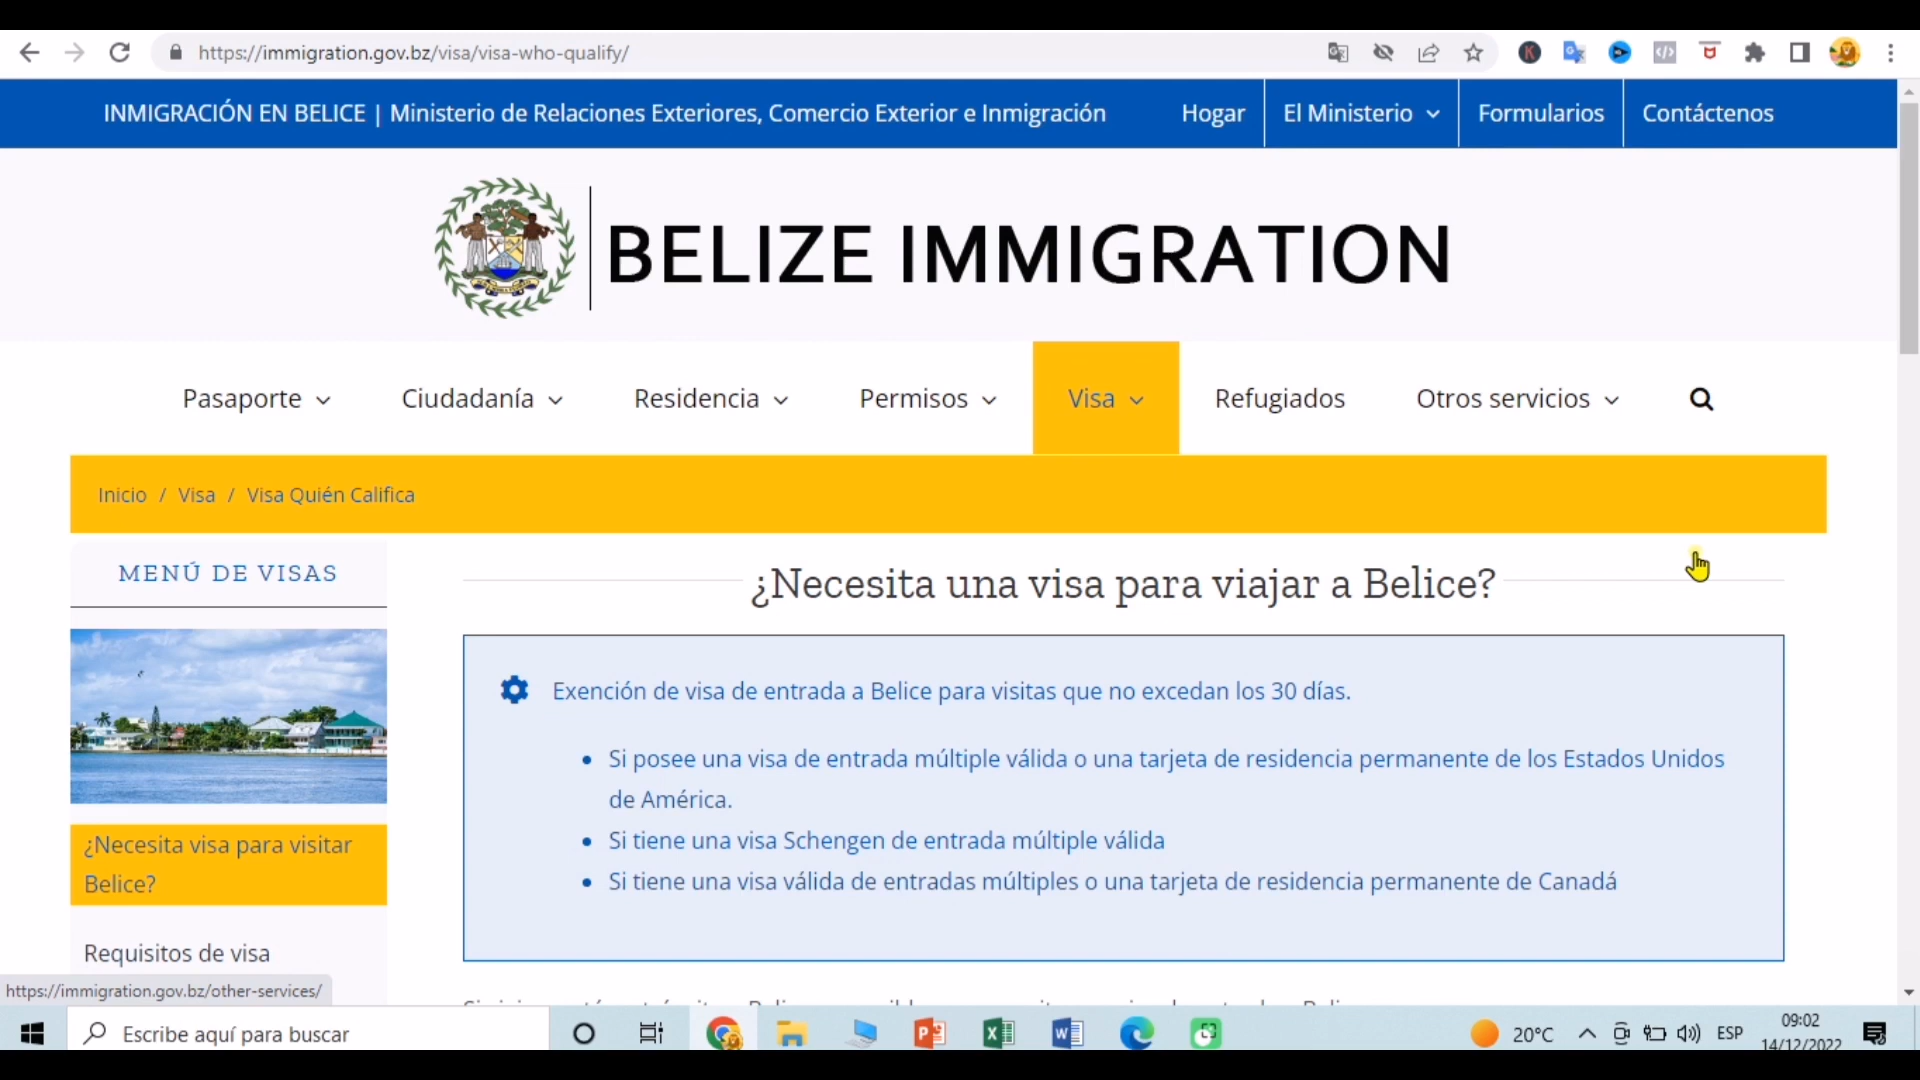 https://immigration.gov.bz/visa/visa-who-qualify/
INMIGRACIÓN EN BELICE | Ministerio de Relaciones Exteriores, Comercio Exterior e Inmigración
Hogar
El Ministerio
Formularios
Contáctenos
BELIZE IMMIGRATION
Pasaporte
Ciudadanía
Residencia
Permisos
Visa
Refugiados
Otros servicios
Inicio / Visa / Visa Quién Califica
MENÚ DE VISAS
¿Necesita visa para visitar
Belice?
Requisitos de visa
¿Necesita una visa para viajar a Belice?
Exención de visa de entrada a Belice para visitas que no excedan los 30 días.
Si posee una visa de entrada múltiple válida o una tarjeta de residencia permanente de los Estados Unidos
de América.
Si tiene una visa Schengen de entrada múltiple válida
Si tiene una visa válida de entradas múltiples o una tarjeta de residencia permanente de Canadá
https://immigration.gov.bz/other-services/
Escribe aquí para buscar
20°C
ESP
09:02
14/12/2022